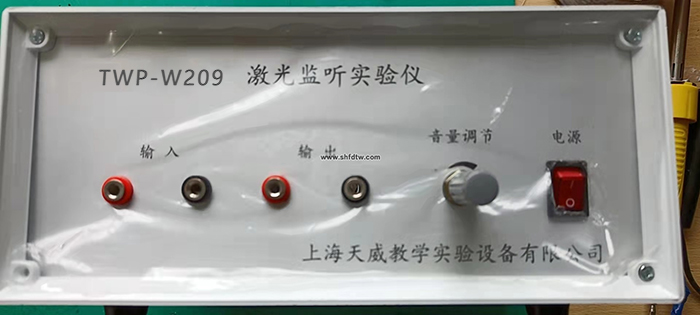 TWP-W209 激光监听实验仪
音量调节 电源
输入 输出
www.shfdtw.com
上海天威教学实验设备有限公司